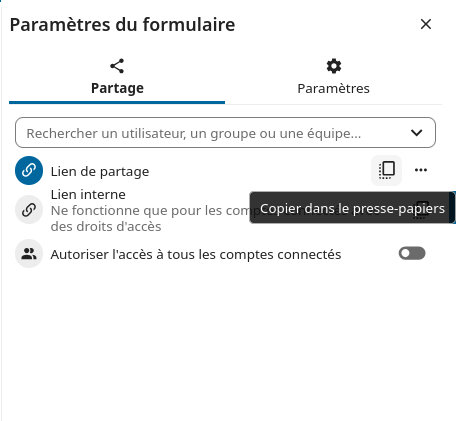 Paramètres du formulaire
Partage
Paramètres
Rechercher un utilisateur, un groupe ou une équipe...
Lien de partage
Lien interne
Ne fonctionne que pour les
Copier dans le presse-papiers
des droits d'accès
Autoriser l'accès à tous les comptes connectés